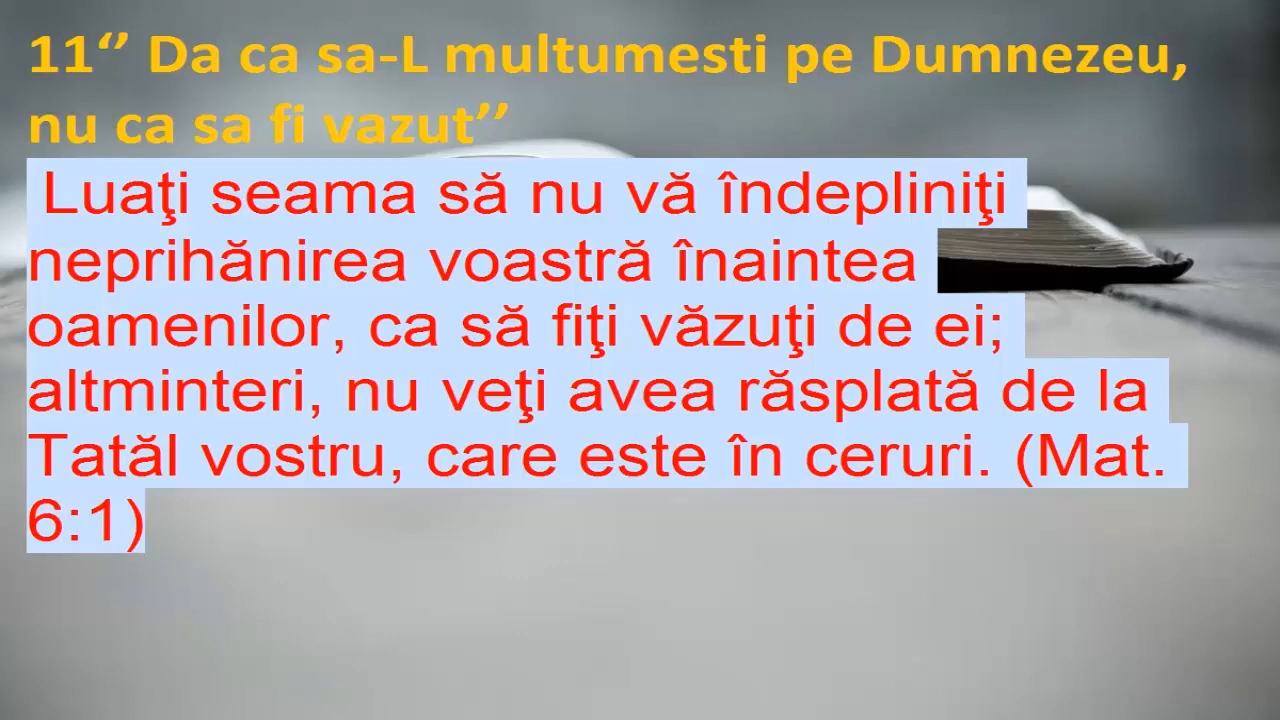 11‘’ Da ca sa-L multumesti pe Dumnezeu,
nu ca sa fi vazut’’
Luaţi seama să nu vă îndepliniţi
neprihănirea voastră înaintea
oamenilor, ca să fiţi văzuţi de ei;
altminteri, nu veţi avea răsplată de la
Tatăl vostru, care este în ceruri. (Mat.
6:1)